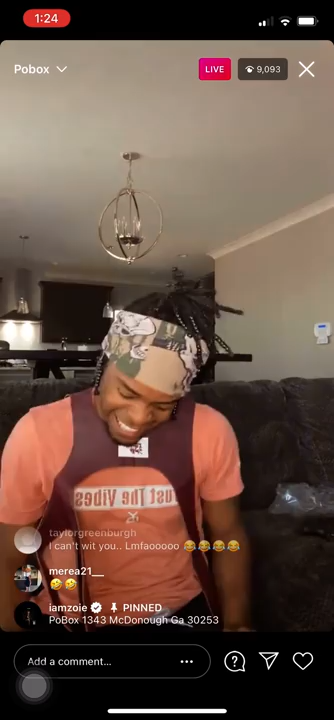 1:24
Pobox
LIVE
9,093
Just The Vibes
taylorgreenburgh
I can't wit you.. Lmfaooooo 😂😂😂😂
merea21__
🤣🤣
iamzoie PINNED
PoBox 1343 McDonough Ga 30253
Add a comment...